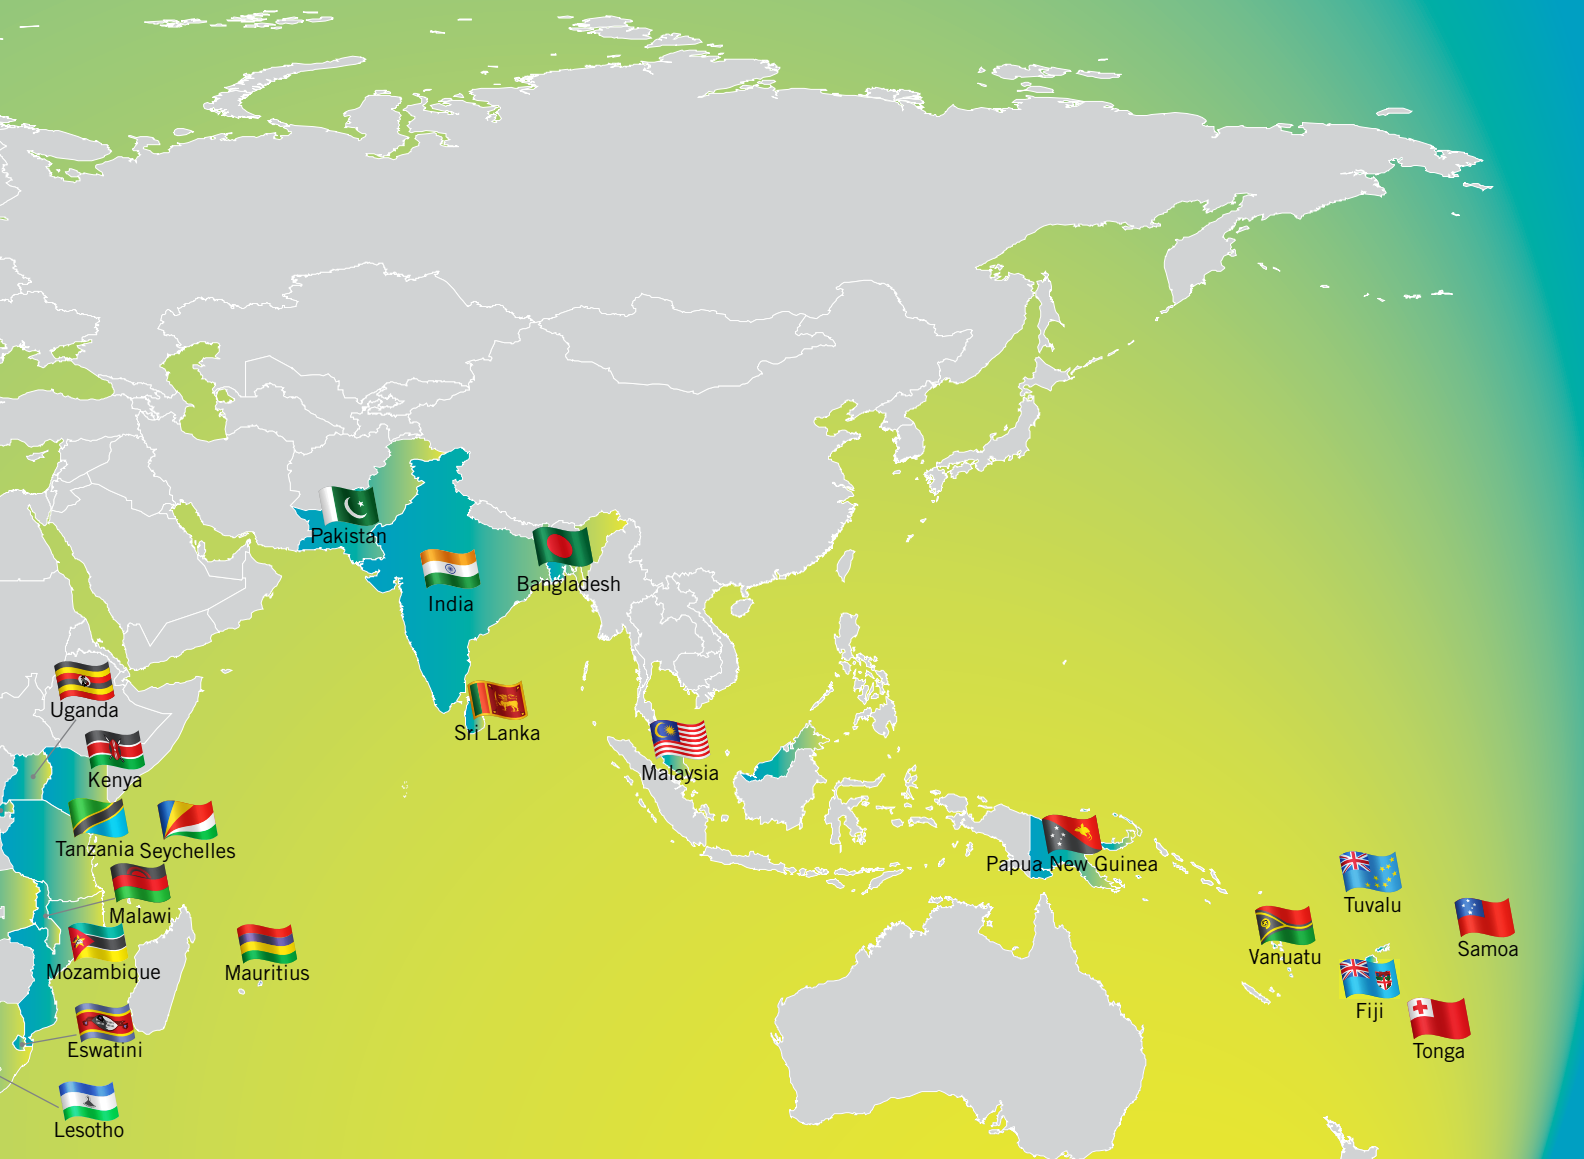 Pakistan
Bangladesh
India
Uganda
Sri Lanka
Malaysia
Kenya
Tanzania
Seychelles
Papua New Guinea
Malawi
Tuvalu
Mozambique
Mauritius
Vanuatu
Samoa
Fiji
Eswatini
Tonga
Lesotho